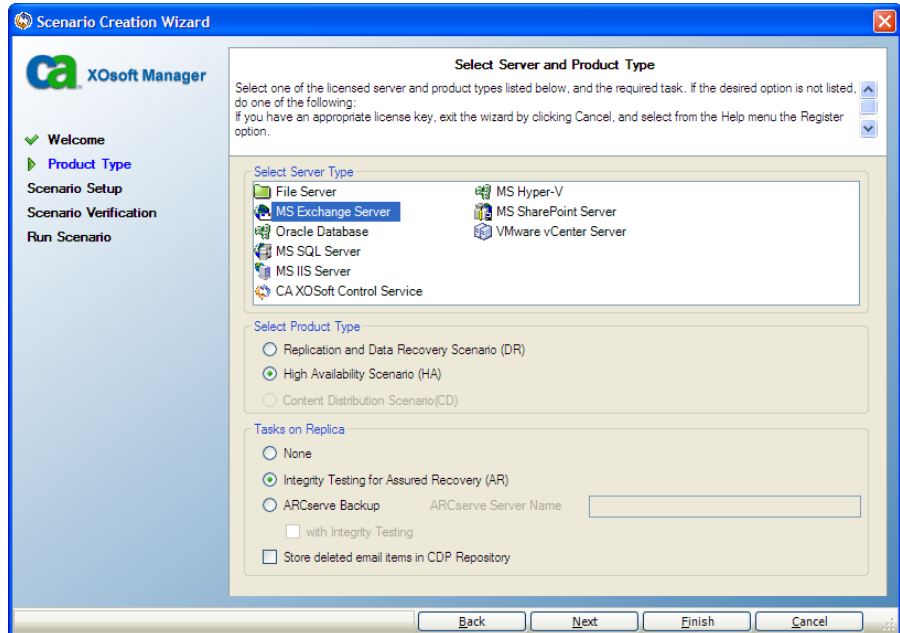 Scenario Creation Wizard
ca
XOsoft Manager
Welcome
Product Type
Scenario Setup
Scenario Verification
Run Scenario
Select Server and Product Type
Select one of the licensed server and product types listed below, and the required task. If the desired option is not listed,
do one of the following:
If you have an appropriate license key, exit the wizard by clicking Cancel, and select from the Help menu the Register
option.
Select Server Type
File Server
MS Exchange Server
Oracle Database
MS SQL Server
MS IIS Server
CA XOSoft Control Service
MS Hyper-V
MS SharePoint Server
VMware vCenter Server
Select Product Type
Replication and Data Recovery Scenario (DR)
High Availability Scenario (HA)
Content Distribution Scenario(CD)
Tasks on Replica
None
Integrity Testing for Assured Recovery (AR)
ARCserve Backup ARCserve Server Name
with Integrity Testing
Store deleted email items in CDP Repository
Back Next Finish Cancel